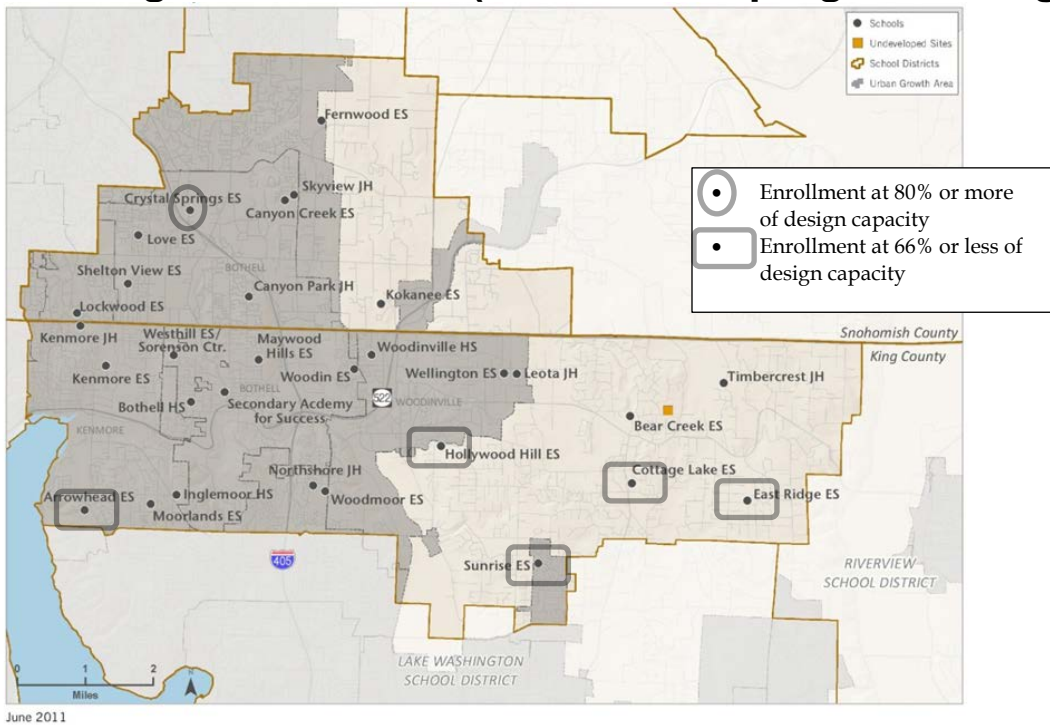 Schools
Undeveloped Sites
School Districts
Urban Growth Area
Fernwood ES
Enrollment at 80% or more
of design capacity
Enrollment at 66% or less of
design capacity
Skyview JH
Crystal Springs ES
Canyon Creek ES
Love ES
BOTHELL
Shelton View ES
Canyon Park JH
Kokanee ES
Lockwood ES
Snohomish County
King County
Kenmore JH
Westhill ES/
Sorenson Ctr.
Maywood
Hills ES
Woodinville HS
Kenmore ES
Woodin ES
Wellington ES
Leota JH
Timbercrest JH
BOTHELL
522
WOODINVILLE
Bothell HS
Secondary Acdemy
for Success
Bear Creek ES
KENMORE
Hollywood Hill ES
Northshore JH
Cottage Lake ES
Arrowhead ES
Inglemoor HS
Woodmoor ES
East Ridge ES
Moorlands ES
405
Sunrise ES
RIVERVIEW
SCHOOL DISTRICT
LAKE WASHINGTON
SCHOOL DISTRICT
0 1 2
Miles
N
June 2011